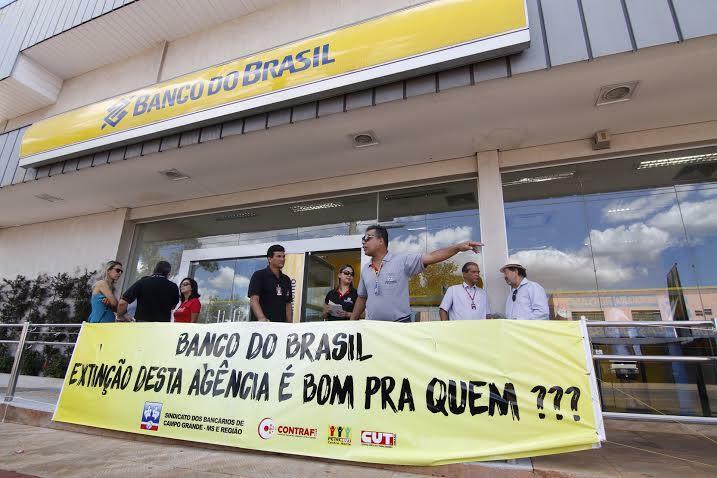 BANCO DO BRASIL
BANCO DO BRASIL
EXTINÇÃO DESTA AGÊNCIA É BOM PRA QUEM ???
SINDICATO DOS BANCÁRIOS DE
CAMPO GRANDE - MS E REGIÃO
CONTRAF
CUT